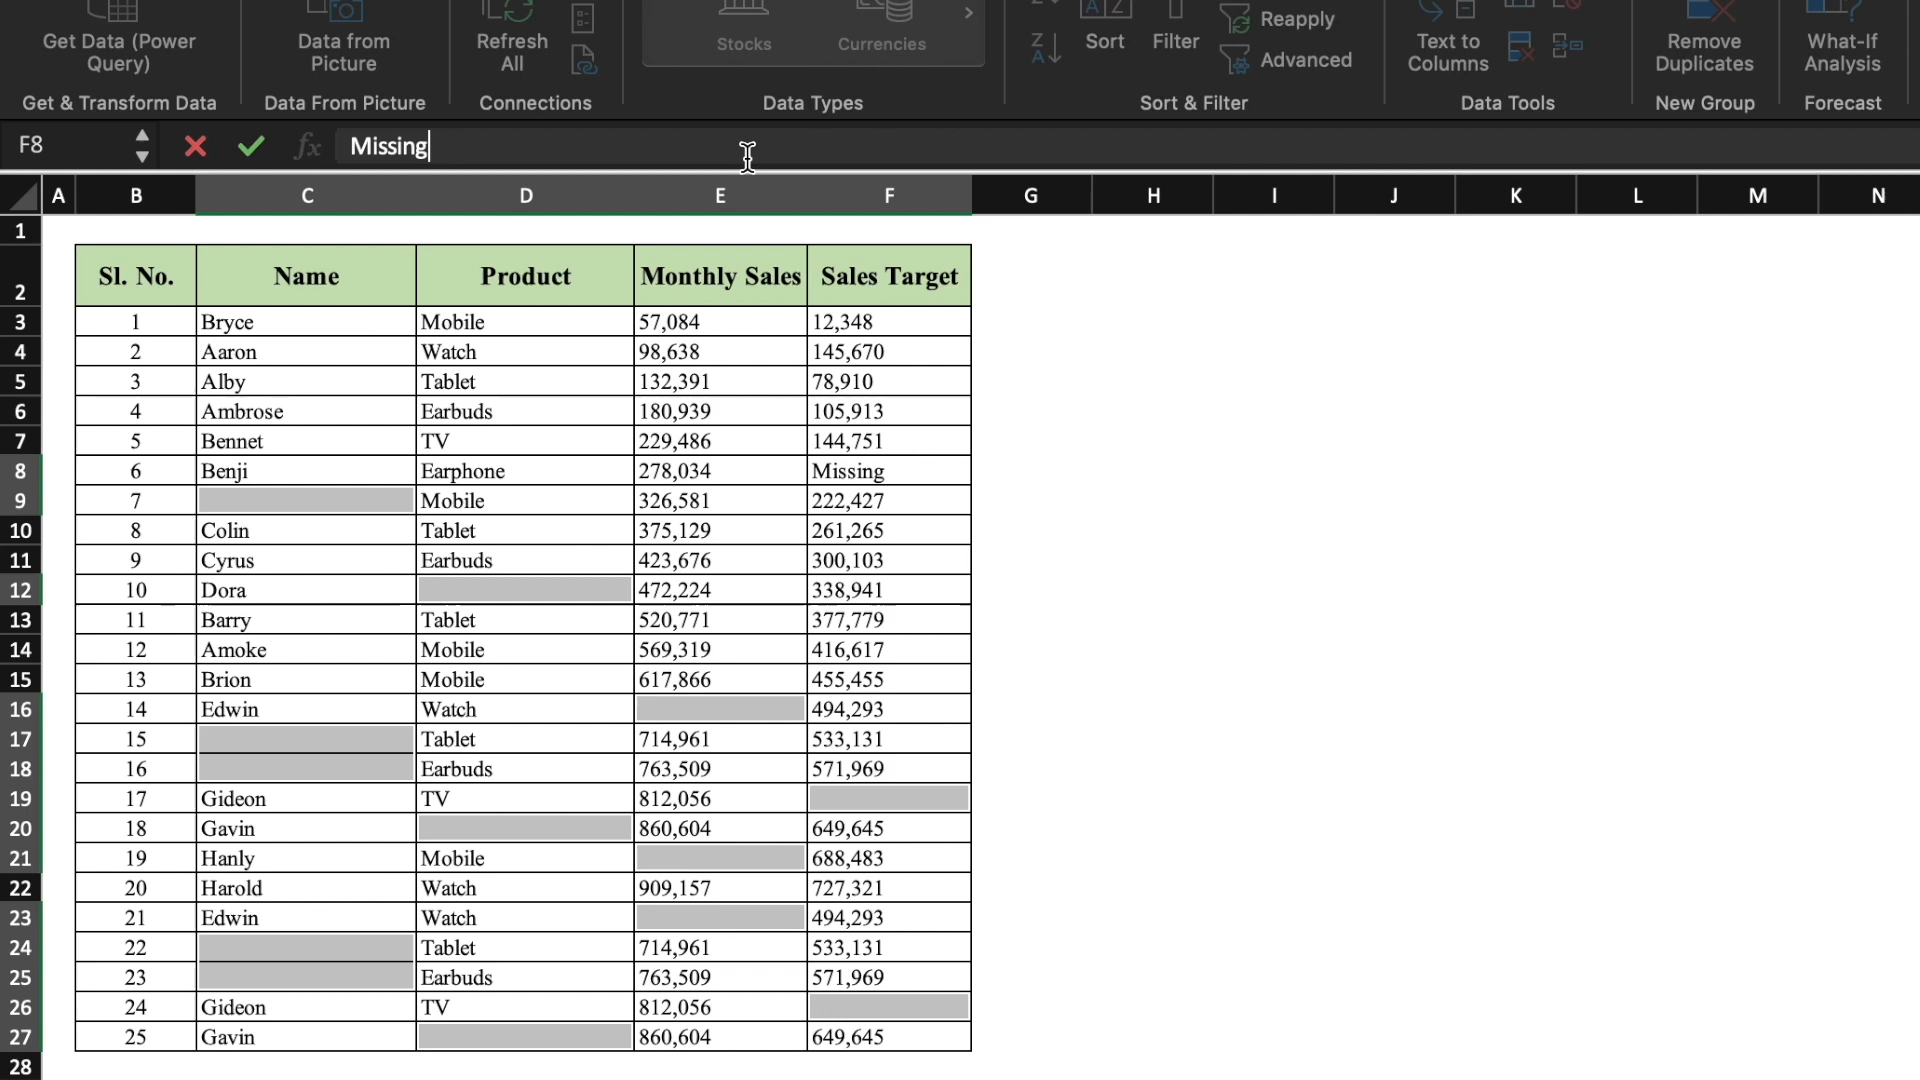 Get Data (Power Query)
Data from Picture
Refresh All
Stocks
Currencies
Sort
Filter
Reapply
Advanced
Text to Columns
Remove Duplicates
What-If Analysis
Get & Transform Data
Data From Picture
Connections
Data Types
Sort & Filter
Data Tools
New Group
Forecast
F8 fx Missing
A B C D E F G H I J K L M N
1
2 Sl. No. Name Product Monthly Sales Sales Target
3 1 Bryce Mobile 57,084 12,348
4 2 Aaron Watch 98,638 145,670
5 3 Alby Tablet 132,391 78,910
6 4 Ambrose Earbuds 180,939 105,913
7 5 Bennet TV 229,486 144,751
8 6 Benji Earphone 278,034 Missing
9 7 Mobile 326,581 222,427
10 8 Colin Tablet 375,129 261,265
11 9 Cyrus Earbuds 423,676 300,103
12 10 Dora 472,224 338,941
13 11 Barry Tablet 520,771 377,779
14 12 Amoke Mobile 569,319 416,617
15 13 Brion Mobile 617,866 455,455
16 14 Edwin Watch 494,293
17 15 Tablet 714,961 533,131
18 16 Earbuds 763,509 571,969
19 17 Gideon TV 812,056
20 18 Gavin 860,604 649,645
21 19 Hanly Mobile 688,483
22 20 Harold Watch 909,157 727,321
23 21 Edwin Watch 494,293
24 22 Tablet 714,961 533,131
25 23 Earbuds 763,509 571,969
26 24 Gideon TV 812,056
27 25 Gavin 860,604 649,645
28